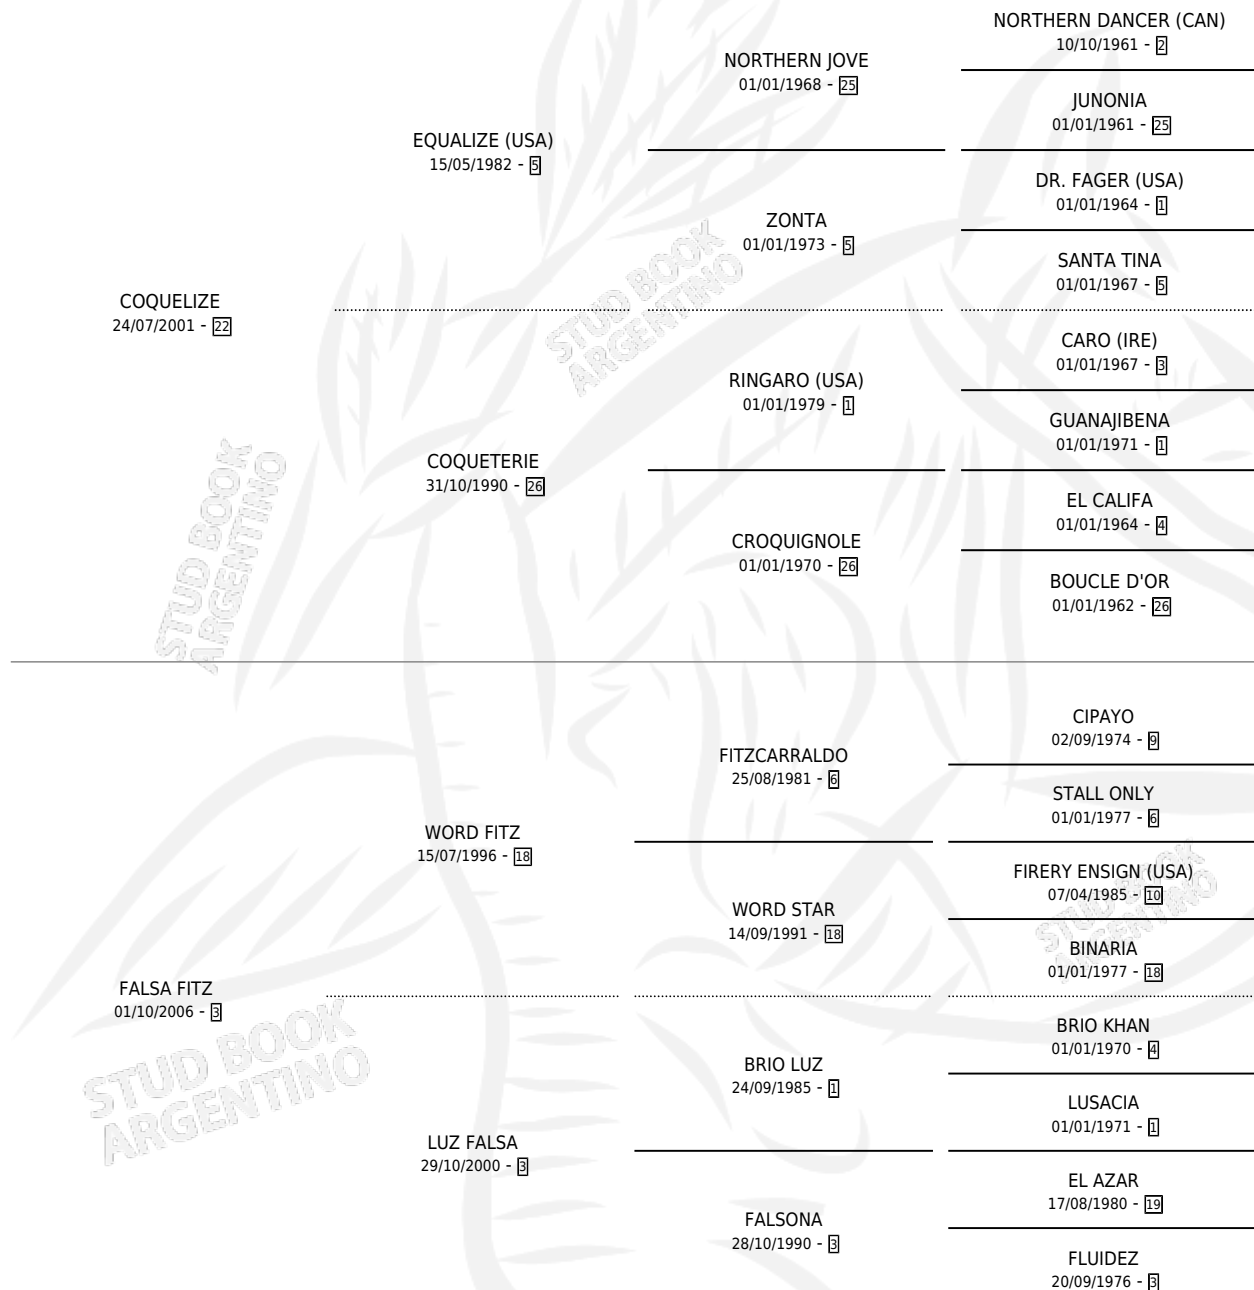 NORTHERN DANCER (CAN)
10/10/1961 - 2
NORTHERN JOVE
01/01/1968 - 25
JUNONIA
01/01/1961 - 25
EQUALIZE (USA)
15/05/1982 - 5
DR. FAGER (USA)
01/01/1964 - 1
ZONTA
01/01/1973 - 5
SANTA TINA
01/01/1967 - 5
COQUELIZE
24/07/2001 - 22
STUD BOOK
ARGENTINO
CARO (IRE)
01/01/1967 - 3
RINGARO (USA)
01/01/1979 - 1
GUANAJIBENA
01/01/1971 - 1
COQUETERIE
31/10/1990 - 26
EL CALIFA
01/01/1964 - 4
CROQUIGNOLE
01/01/1970 - 26
BOUCLE D'OR
01/01/1962 - 26
STUD BOOK
ARGENTINO
CIPAYO
02/09/1974 - 9
FITZCARRALDO
25/08/1981 - 6
STALL ONLY
01/01/1977 - 6
WORD FITZ
15/07/1996 - 18
FIRERY ENSIGN (USA)
07/04/1985 - 10
WORD STAR
14/09/1991 - 18
BINARIA
01/01/1977 - 18
STUD BOOK
ARGENTINO
FALSA FITZ
01/10/2006 - 3
STUD BOOK
ARGENTINO
BRIO KHAN
01/01/1970 - 4
BRIO LUZ
24/09/1985 - 1
LUSACIA
01/01/1971 - 1
LUZ FALSA
29/10/2000 - 3
EL AZAR
17/08/1980 - 19
FALSONA
28/10/1990 - 3
FLUIDEZ
20/09/1976 - 3